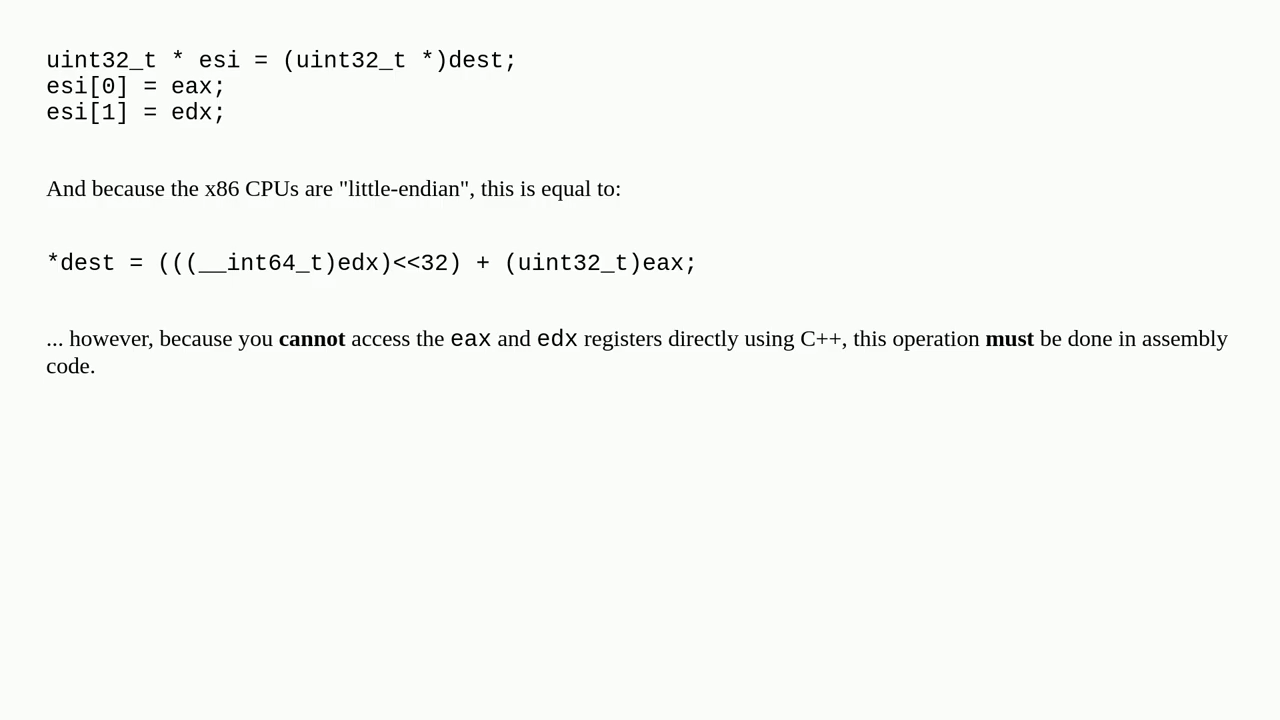 uint32_t * esi = (uint32_t *)dest;
esi[0] = eax;
esi[1] = edx;
And because the x86 CPUs are "little-endian", this is equal to:
*dest = (((__int64_t)edx)<<32) + (uint32_t)eax;
... however, because you cannot access the eax and edx registers directly using C++, this operation must be done in assembly
code.